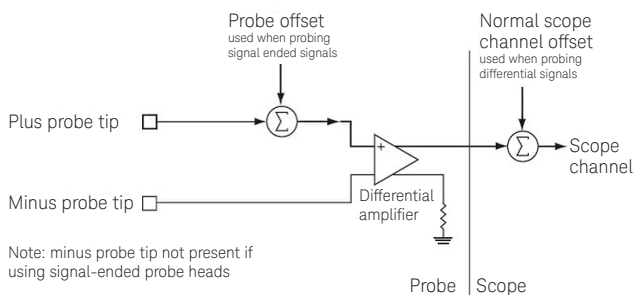 Probe offset
used when probing
signal ended signals
Normal scope
channel offset
used when probing
differential signals
Plus probe tip
Σ
+
Σ
Scope
channel
Minus probe tip
Differential
amplifier
Note: minus probe tip not present if
using signal-ended probe heads
Probe
Scope